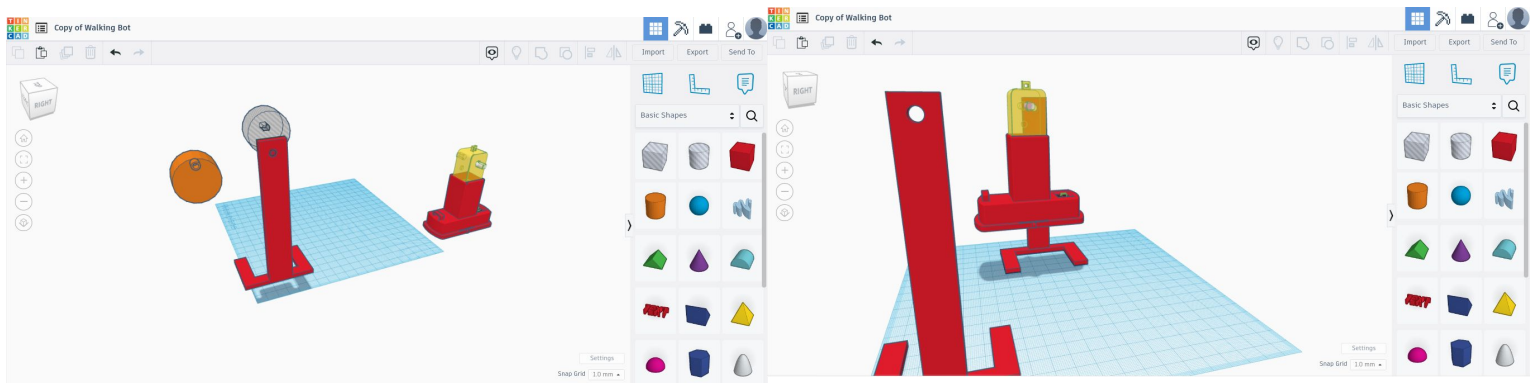 TIN
KER
CAD
Copy of Walking Bot
Import Export Send To
RIGHT
Basic Shapes
TEXT
Settings
Snap Grid 1.0 mm
TIN
KER
CAD
Copy of Walking Bot
Import Export Send To
RIGHT
Basic Shapes
TEXT
Settings
Snap Grid 1.0 mm